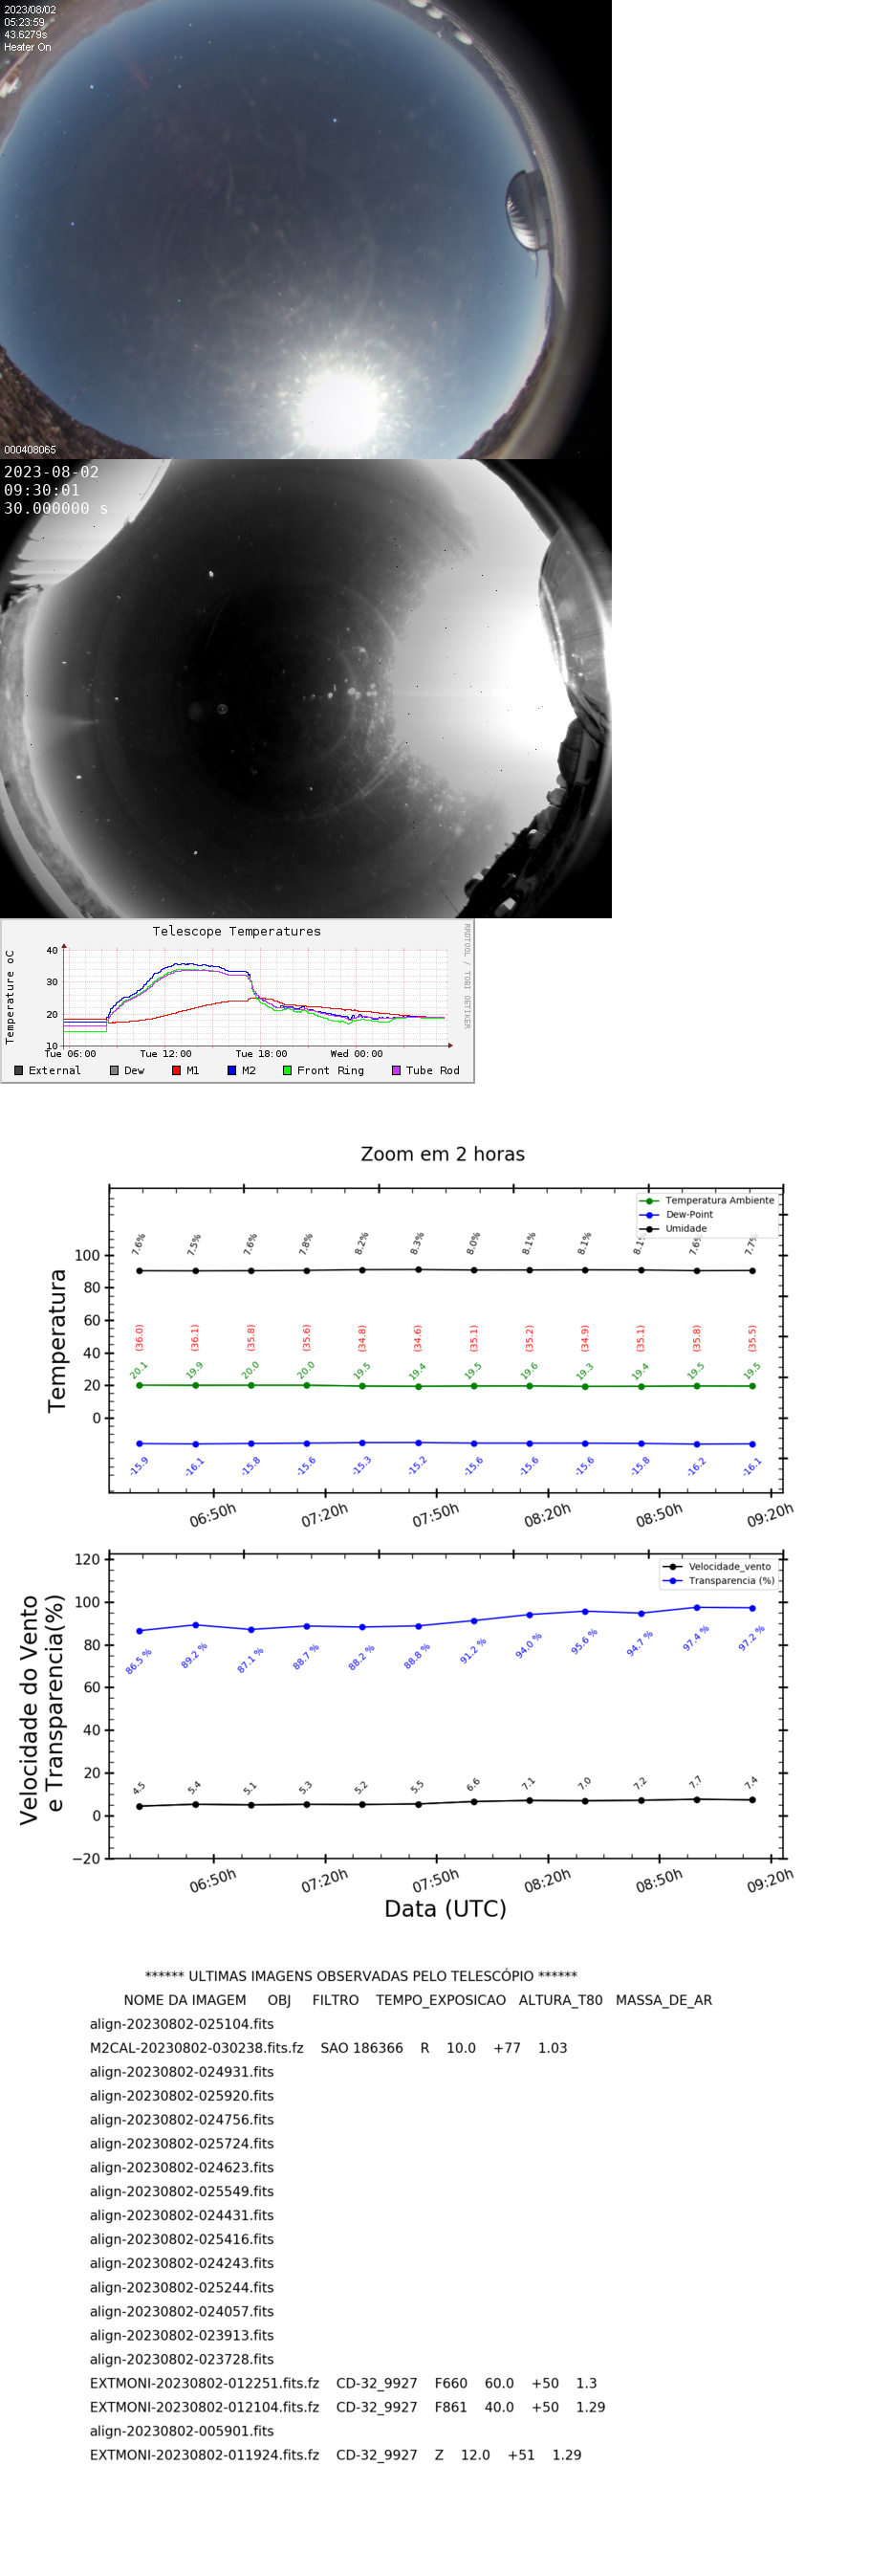 2023/08/02
05:23:59
43.6279s
Heater On
000408065
2023-08-02
09:30:01
30.000000 s
Telescope Temperatures
RRDTOOL / TOBI OETIKER
Temperature oC
40
30
20
10
Tue 06:00 Tue 12:00 Tue 18:00 Wed 00:00
External Dew M1 M2 Front Ring Tube Rod
Zoom em 2 horas
Temperatura Ambiente
Dew-Point
Umidade
7.6% 7.5% 7.6% 7.8% 8.2% 8.3% 8.0% 8.1% 8.1% 8.1% 7.6% 7.7%
Temperatura
100
80
60
40
20
0
(36.0) (36.1) (35.8) (35.6) (34.8) (34.6) (35.1) (35.2) (34.9) (35.1) (35.8) (35.5)
20.1 19.9 20.0 20.0 19.5 19.4 19.5 19.6 19.3 19.4 19.5 19.5
-15.9 -16.1 -15.8 -15.6 -15.3 -15.2 -15.6 -15.6 -15.6 -15.8 -16.2 -16.1
06:50h 07:20h 07:50h 08:20h 08:50h 09:20h
Velocidade_vento
Transparencia (%)
Velocidade do Vento
e Transparencia(%)
120
100
80
60
40
20
0
−20
86.5 % 89.2 % 87.1 % 88.7 % 88.2 % 88.8 % 91.2 % 94.0 % 95.6 % 94.7 % 97.4 % 97.2 %
4.5 5.4 5.1 5.3 5.2 5.5 6.6 7.1 7.0 7.2 7.7 7.4
06:50h 07:20h 07:50h 08:20h 08:50h 09:20h
Data (UTC)
****** ULTIMAS IMAGENS OBSERVADAS PELO TELESCÓPIO ******
NOME DA IMAGEM OBJ FILTRO TEMPO_EXPOSICAO ALTURA_T80 MASSA_DE_AR
align-20230802-025104.fits
M2CAL-20230802-030238.fits.fz SAO 186366 R 10.0 +77 1.03
align-20230802-024931.fits
align-20230802-025920.fits
align-20230802-024756.fits
align-20230802-025724.fits
align-20230802-024623.fits
align-20230802-025549.fits
align-20230802-024431.fits
align-20230802-025416.fits
align-20230802-024243.fits
align-20230802-025244.fits
align-20230802-024057.fits
align-20230802-023913.fits
align-20230802-023728.fits
EXTMONI-20230802-012251.fits.fz CD-32_9927 F660 60.0 +50 1.3
EXTMONI-20230802-012104.fits.fz CD-32_9927 F861 40.0 +50 1.29
align-20230802-005901.fits
EXTMONI-20230802-011924.fits.fz CD-32_9927 Z 12.0 +51 1.29